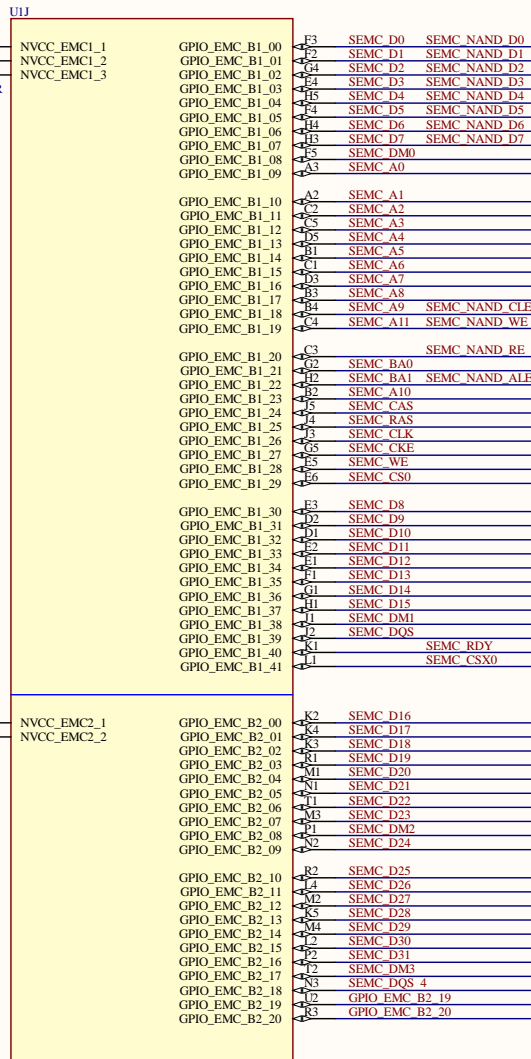 U1J
NVCC_EMC1_1 GPIO_EMC_B1_00 F3 SEMC_D0 SEMC_NAND_D0
NVCC_EMC1_2 GPIO_EMC_B1_01 F2 SEMC_D1 SEMC_NAND_D1
NVCC_EMC1_3 GPIO_EMC_B1_02 G4 SEMC_D2 SEMC_NAND_D2
GPIO_EMC_B1_03 E4 SEMC_D3 SEMC_NAND_D3
GPIO_EMC_B1_04 H5 SEMC_D4 SEMC_NAND_D4
GPIO_EMC_B1_05 F4 SEMC_D5 SEMC_NAND_D5
GPIO_EMC_B1_06 H4 SEMC_D6 SEMC_NAND_D6
GPIO_EMC_B1_07 H3 SEMC_D7 SEMC_NAND_D7
GPIO_EMC_B1_08 F5 SEMC_DM0
GPIO_EMC_B1_09 A3 SEMC_A0
GPIO_EMC_B1_10 A2 SEMC_A1
GPIO_EMC_B1_11 C2 SEMC_A2
GPIO_EMC_B1_12 C5 SEMC_A3
GPIO_EMC_B1_13 D5 SEMC_A4
GPIO_EMC_B1_14 B1 SEMC_A5
GPIO_EMC_B1_15 C1 SEMC_A6
GPIO_EMC_B1_16 D3 SEMC_A7
GPIO_EMC_B1_17 B3 SEMC_A8
GPIO_EMC_B1_18 B4 SEMC_A9 SEMC_NAND_CLE
GPIO_EMC_B1_19 C4 SEMC_A11 SEMC_NAND_WE
GPIO_EMC_B1_20 C3 SEMC_NAND_RE
GPIO_EMC_B1_21 G2 SEMC_BA0
GPIO_EMC_B1_22 H2 SEMC_BA1 SEMC_NAND_ALE
GPIO_EMC_B1_23 B2 SEMC_A10
GPIO_EMC_B1_24 J5 SEMC_CAS
GPIO_EMC_B1_25 J4 SEMC_RAS
GPIO_EMC_B1_26 J3 SEMC_CLK
GPIO_EMC_B1_27 G5 SEMC_CKE
GPIO_EMC_B1_28 E5 SEMC_WE
GPIO_EMC_B1_29 E6 SEMC_CS0
GPIO_EMC_B1_30 E3 SEMC_D8
GPIO_EMC_B1_31 D2 SEMC_D9
GPIO_EMC_B1_32 D1 SEMC_D10
GPIO_EMC_B1_33 E2 SEMC_D11
GPIO_EMC_B1_34 E1 SEMC_D12
GPIO_EMC_B1_35 F1 SEMC_D13
GPIO_EMC_B1_36 G1 SEMC_D14
GPIO_EMC_B1_37 H1 SEMC_D15
GPIO_EMC_B1_38 J1 SEMC_DM1
GPIO_EMC_B1_39 J2 SEMC_DQS
GPIO_EMC_B1_40 K1 SEMC_RDY
GPIO_EMC_B1_41 L1 SEMC_CSX0
NVCC_EMC2_1 GPIO_EMC_B2_00 K2 SEMC_D16
NVCC_EMC2_2 GPIO_EMC_B2_01 K4 SEMC_D17
GPIO_EMC_B2_02 K3 SEMC_D18
GPIO_EMC_B2_03 R1 SEMC_D19
GPIO_EMC_B2_04 M1 SEMC_D20
GPIO_EMC_B2_05 N1 SEMC_D21
GPIO_EMC_B2_06 T1 SEMC_D22
GPIO_EMC_B2_07 M3 SEMC_D23
GPIO_EMC_B2_08 P1 SEMC_DM2
GPIO_EMC_B2_09 N2 SEMC_D24
GPIO_EMC_B2_10 R2 SEMC_D25
GPIO_EMC_B2_11 L4 SEMC_D26
GPIO_EMC_B2_12 M2 SEMC_D27
GPIO_EMC_B2_13 K5 SEMC_D28
GPIO_EMC_B2_14 M4 SEMC_D29
GPIO_EMC_B2_15 L2 SEMC_D30
GPIO_EMC_B2_16 P2 SEMC_D31
GPIO_EMC_B2_17 T2 SEMC_DM3
GPIO_EMC_B2_18 N3 SEMC_DQS_4
GPIO_EMC_B2_19 U2 GPIO_EMC_B2_19
GPIO_EMC_B2_20 R3 GPIO_EMC_B2_20